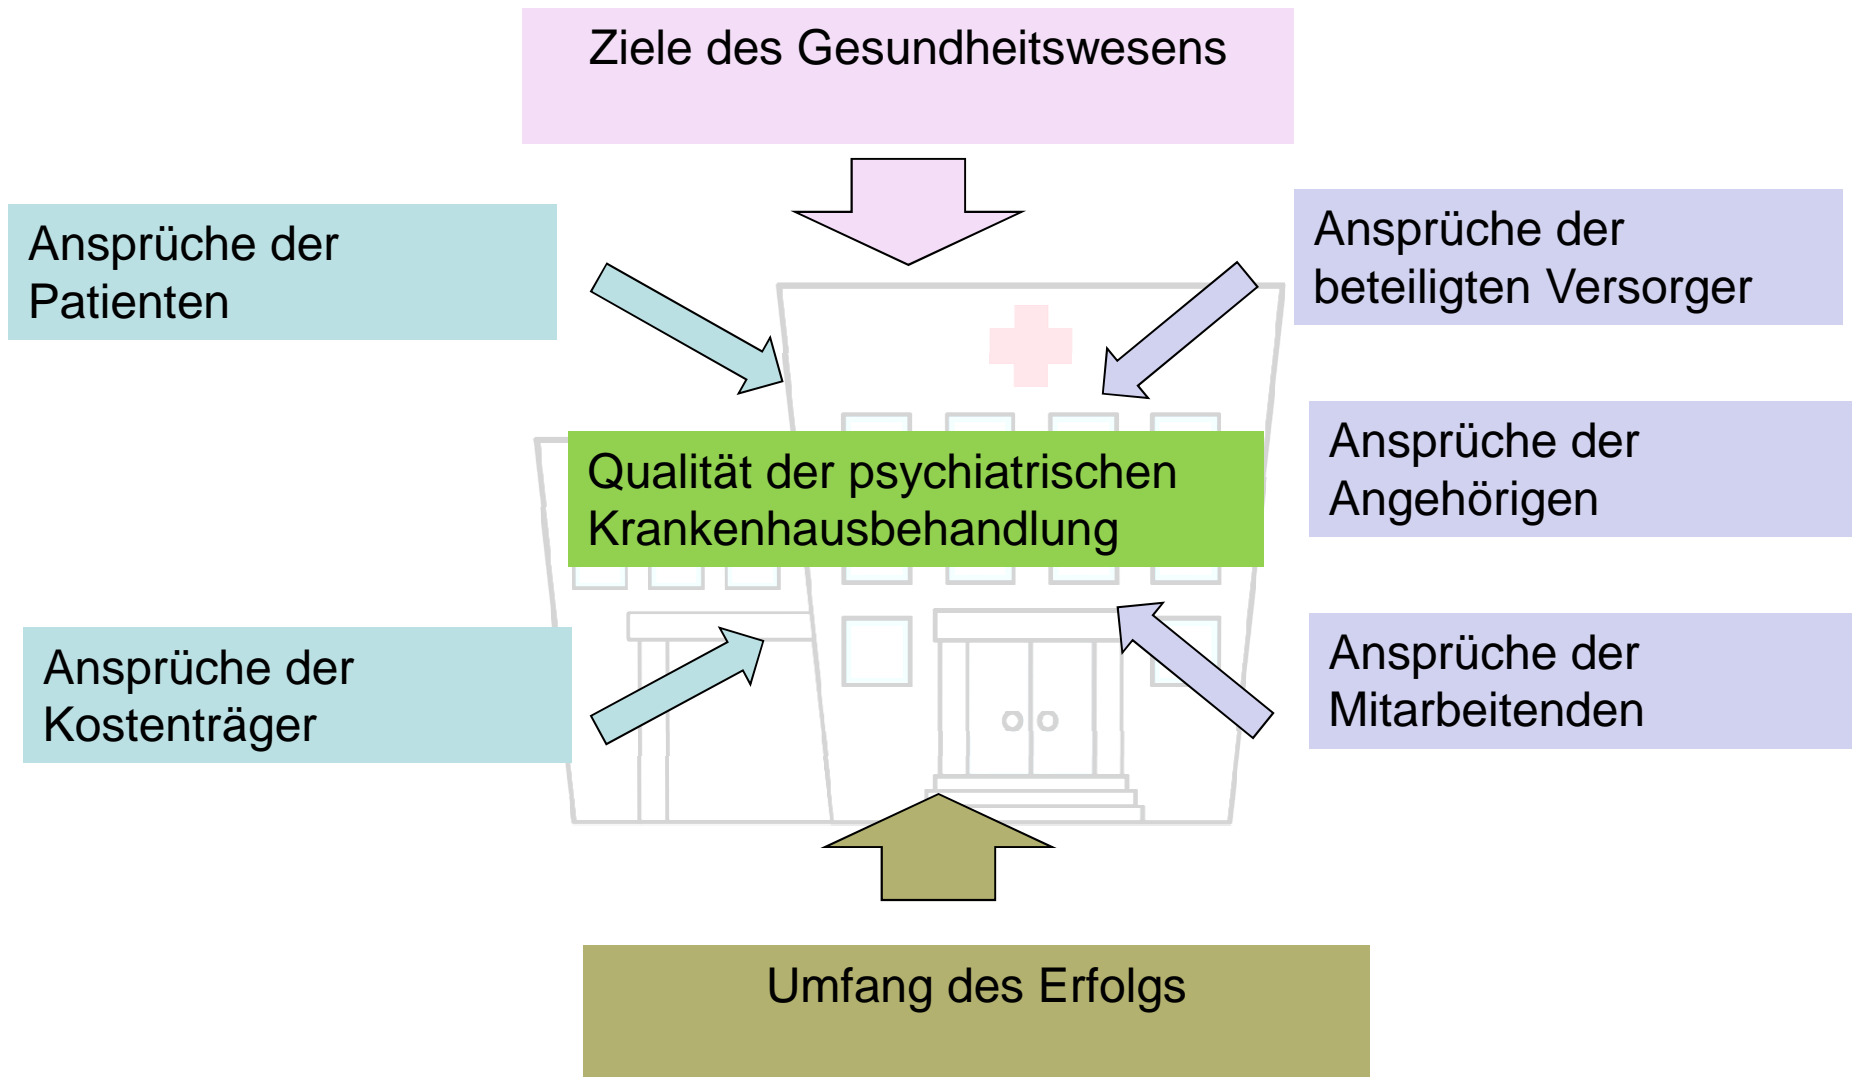 Ziele des Gesundheitswesens
Ansprüche der
Patienten
Ansprüche der
beteiligten Versorger
Qualität der psychiatrischen
Krankenhausbehandlung
Ansprüche der
Angehörigen
Ansprüche der
Kostenträger
Ansprüche der
Mitarbeitenden
Umfang des Erfolgs